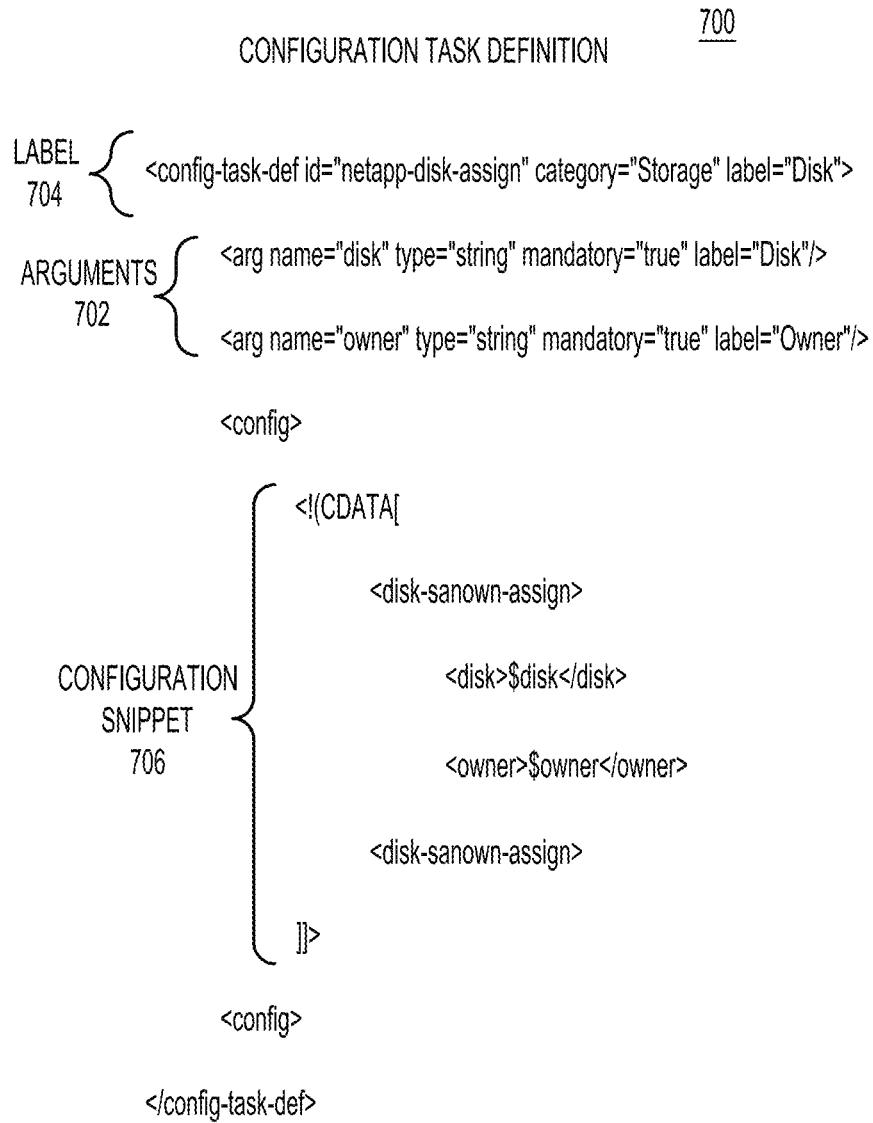 700
CONFIGURATION TASK DEFINITION
LABEL
704
<config-task-def id="netapp-disk-assign" category="Storage" label="Disk">
ARGUMENTS
702
<arg name="disk" type="string" mandatory="true" label="Disk"/>
<arg name="owner" type="string" mandatory="true" label="Owner"/>
<config>
CONFIGURATION
SNIPPET
706
<!(CDATA[
<disk-sanown-assign>
<disk>$disk</disk>
<owner>$owner</owner>
<disk-sanown-assign>
]]>
<config>
</config-task-def>